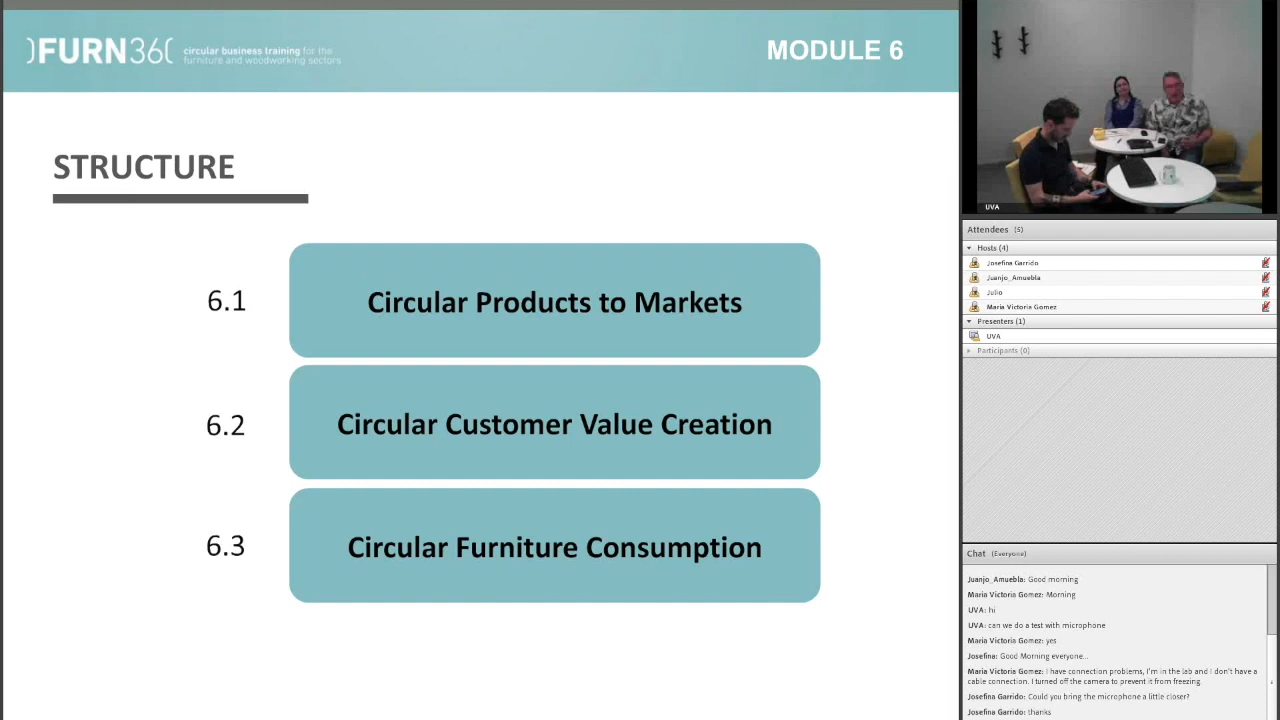 )FURN36(
circular business training for the
furniture and woodworking sectors
MODULE 6
STRUCTURE
6.1
Circular Products to Markets
6.2
Circular Customer Value Creation
6.3
Circular Furniture Consumption
UVA
Attendees (5)
Hosts (4)
Josefina Garrido
Juanjo_Amuebla
Julio
Maria Victoria Gomez
Presenters (1)
UVA
Participants (0)
Chat (Everyone)
Juanjo_Amuebla: Good morning
Maria Victoria Gomez: Morning
UVA: hi
UVA: can we do a test with microphone
Maria Victoria Gomez: yes
Josefina: Good Morning everyone...
Maria Victoria Gomez: I have connection problems, I'm in the lab and I don't have a
cable connection. I turned off the camera to prevent it from freezing
Josefina Garrido: Could you bring the microphone a little closer?
Josefina Garrido: thanks